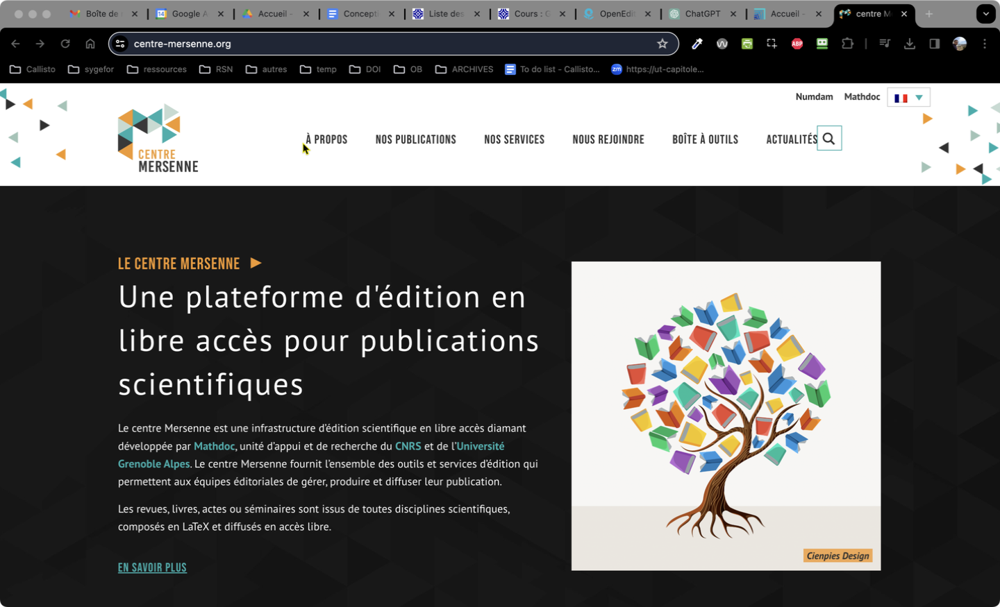 Boîte de
Google A
Accueil -
Concepti
Liste des
Cours : G
OpenEdit
ChatGPT
Accueil -
centre M
centre-mersenne.org
ABP
Callisto
sygefor
ressources
RSN
autres
temp
DOI
OB
ARCHIVES
To do list - Callisto...
zm
https://ut-capitole...
Numdam
Mathdoc
CENTRE
MERSENNE
À PROPOS
NOS PUBLICATIONS
NOS SERVICES
NOUS REJOINDRE
BOÎTE À OUTILS
ACTUALITÉS
LE CENTRE MERSENNE
Une plateforme d'édition en
libre accès pour publications
scientifiques
Le centre Mersenne est une infrastructure d'édition scientifique en libre accès diamant
développée par Mathdoc, unité d'appui et de recherche du CNRS et de l'Université
Grenoble Alpes. Le centre Mersenne fournit l'ensemble des outils et services d'édition qui
permettent aux équipes éditoriales de gérer, produire et diffuser leur publication.
Les revues, livres, actes ou séminaires sont issus de toutes disciplines scientifiques,
composés en LaTeX et diffusés en accès libre.
EN SAVOIR PLUS
Cienpies Design